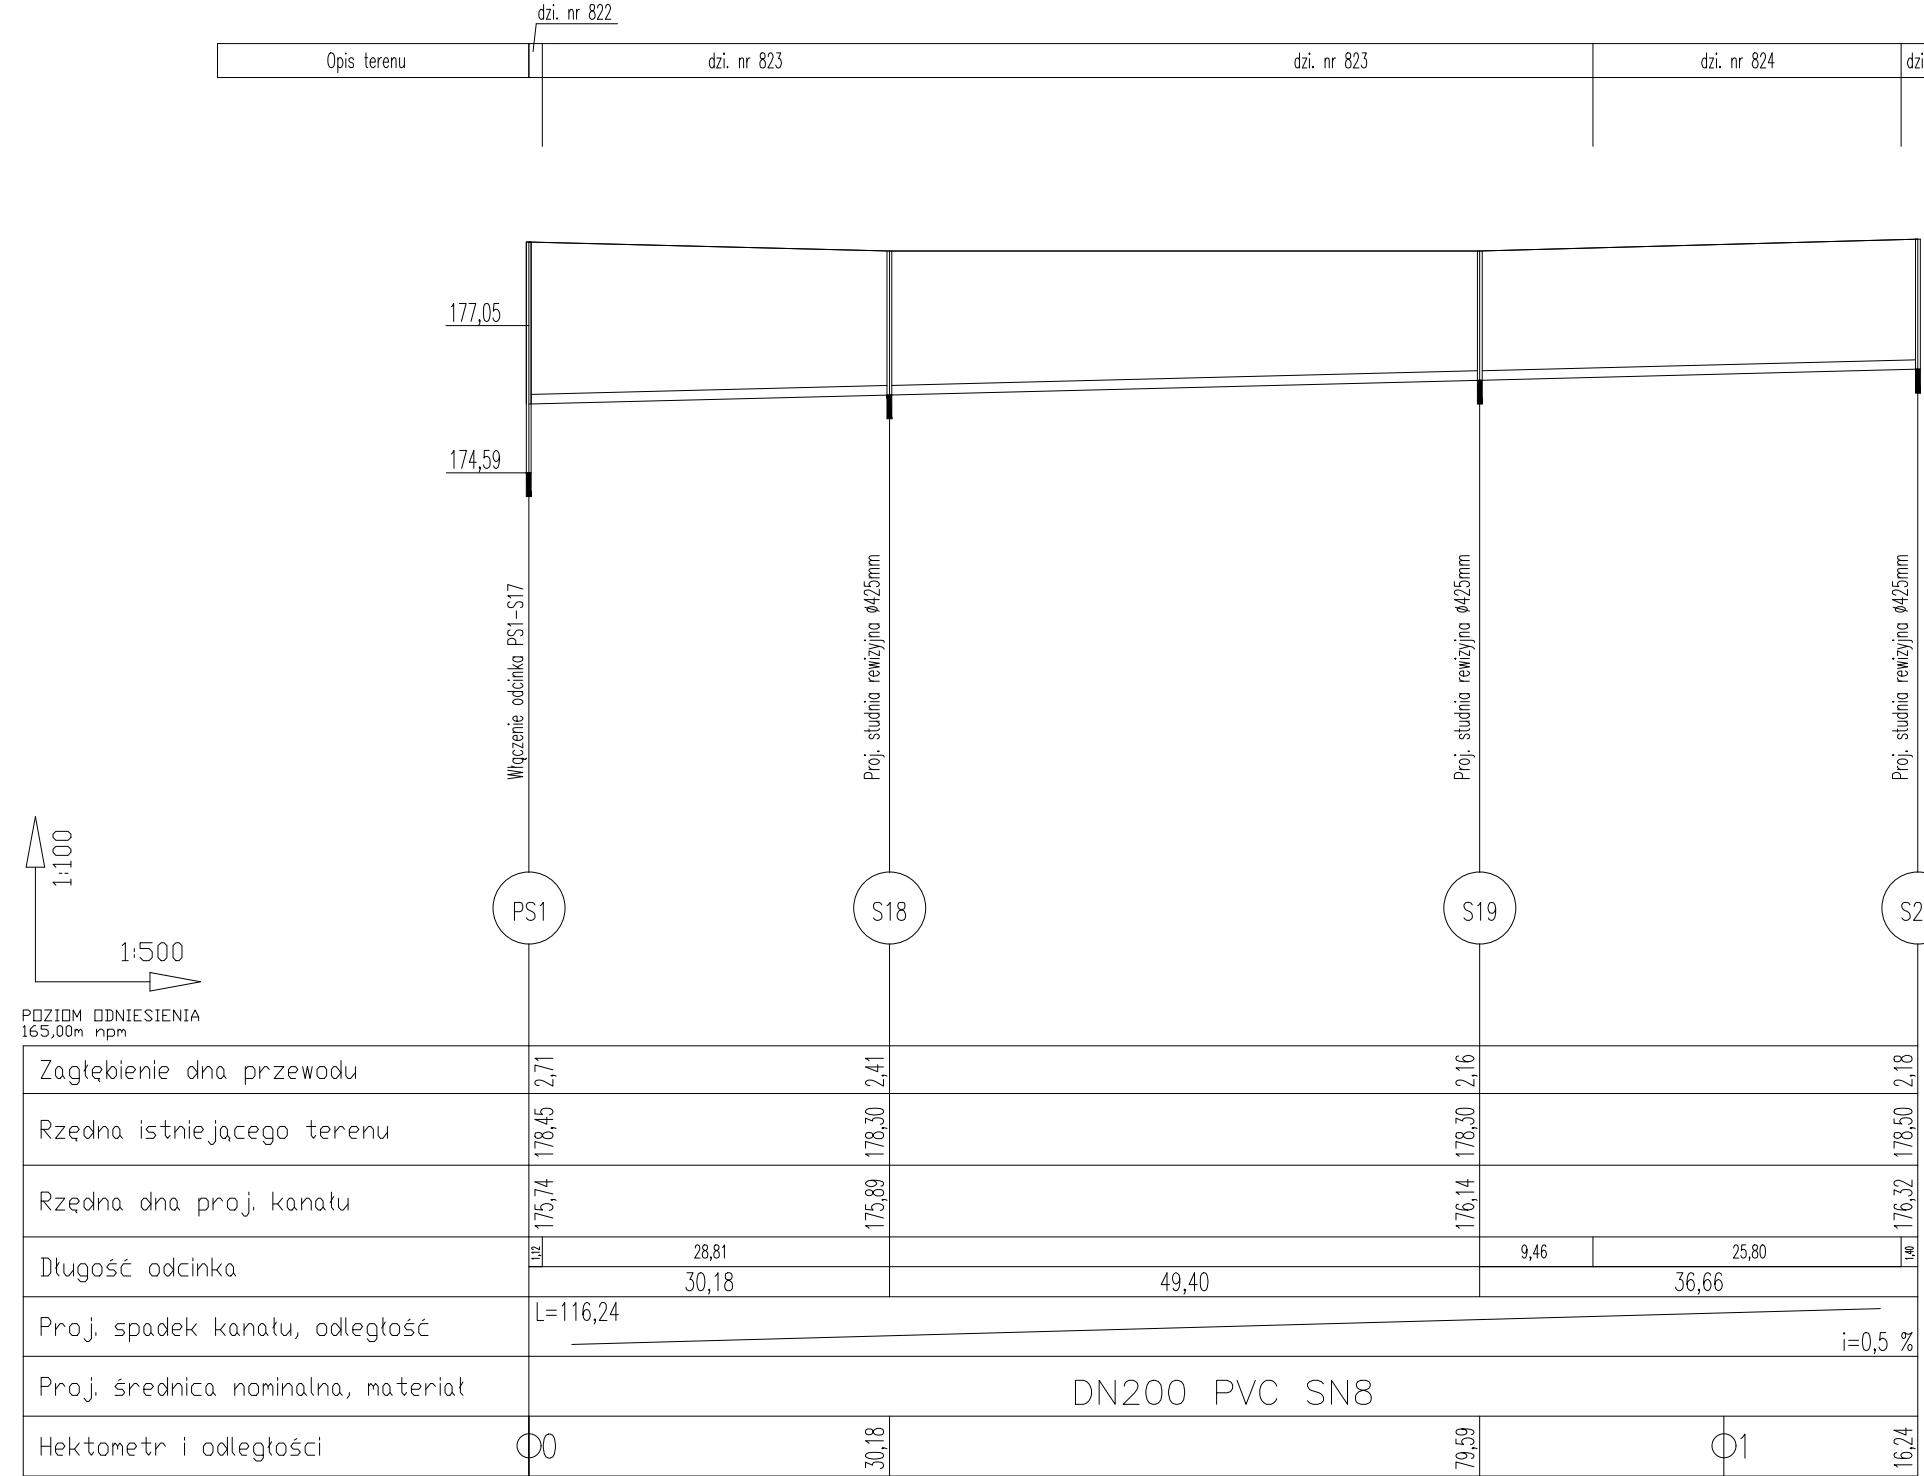 dzi. nr 822
Opis terenu dzi. nr 823 dzi. nr 823 dzi. nr 824 dzi
177,05
174,59
Włączenie odcinka PS1-S17
Proj. studnia rewizyjna ø425mm
Proj. studnia rewizyjna ø425mm
Proj. studnia rewizyjna ø425mm
1:100
1:500
PS1 S18 S19 S2
POZIOM ODNIESIENIA
165,00m npm
Zagłębienie dna przewodu 2,71 2,41 2,16 2,18
Rzędna istniejącego terenu 178,45 178,30 178,30 178,50
Rzędna dna proj. kanału 175,74 175,89 176,14 176,32
Długość odcinka 1,12 28,81 9,46 25,80 1,40
30,18 49,40 36,66
Proj. spadek kanału, odległość L=116,24 i=0,5 %
Proj. średnica nominalna, materiał DN200 PVC SN8
Hektometr i odległości 0 30,18 79,59 1 16,24